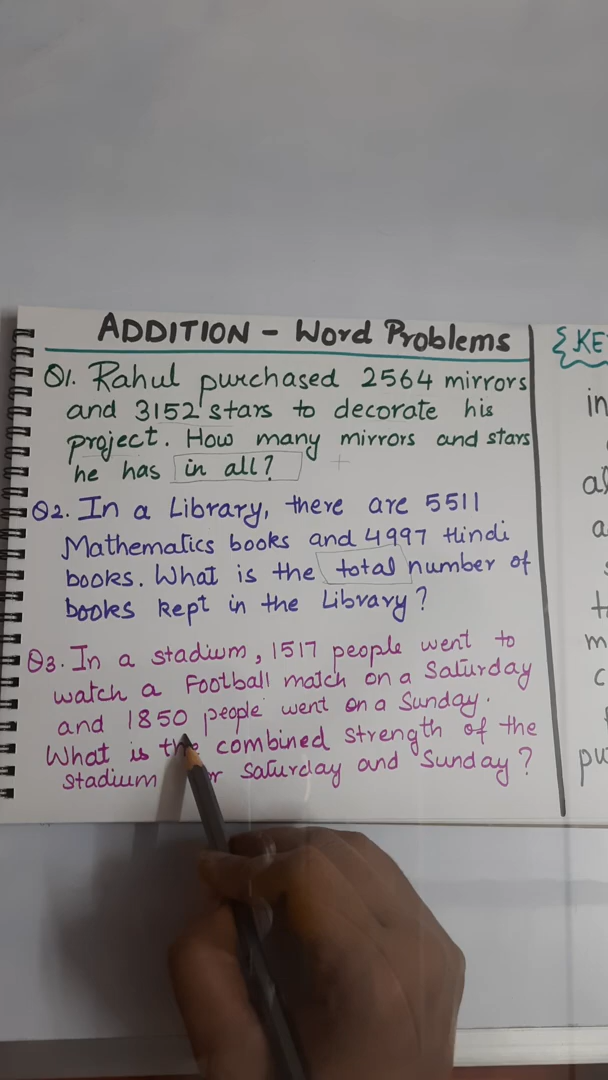 ADDITION - Word Problems
Q1. Rahul purchased 2564 mirrors
and 3152 stars to decorate his
project. How many mirrors and stars
he has in all?
Q2. In a Library, there are 5511
Mathematics books and 4997 Hindi
books. What is the total number of
books kept in the Library?
Q3. In a stadium, 1517 people went to
watch a Football match on a Saturday
and 1850 people went on a Sunday.
What is the combined strength of the
stadium Saturday and Sunday?
KE
in
al
a
t
m
c
pu